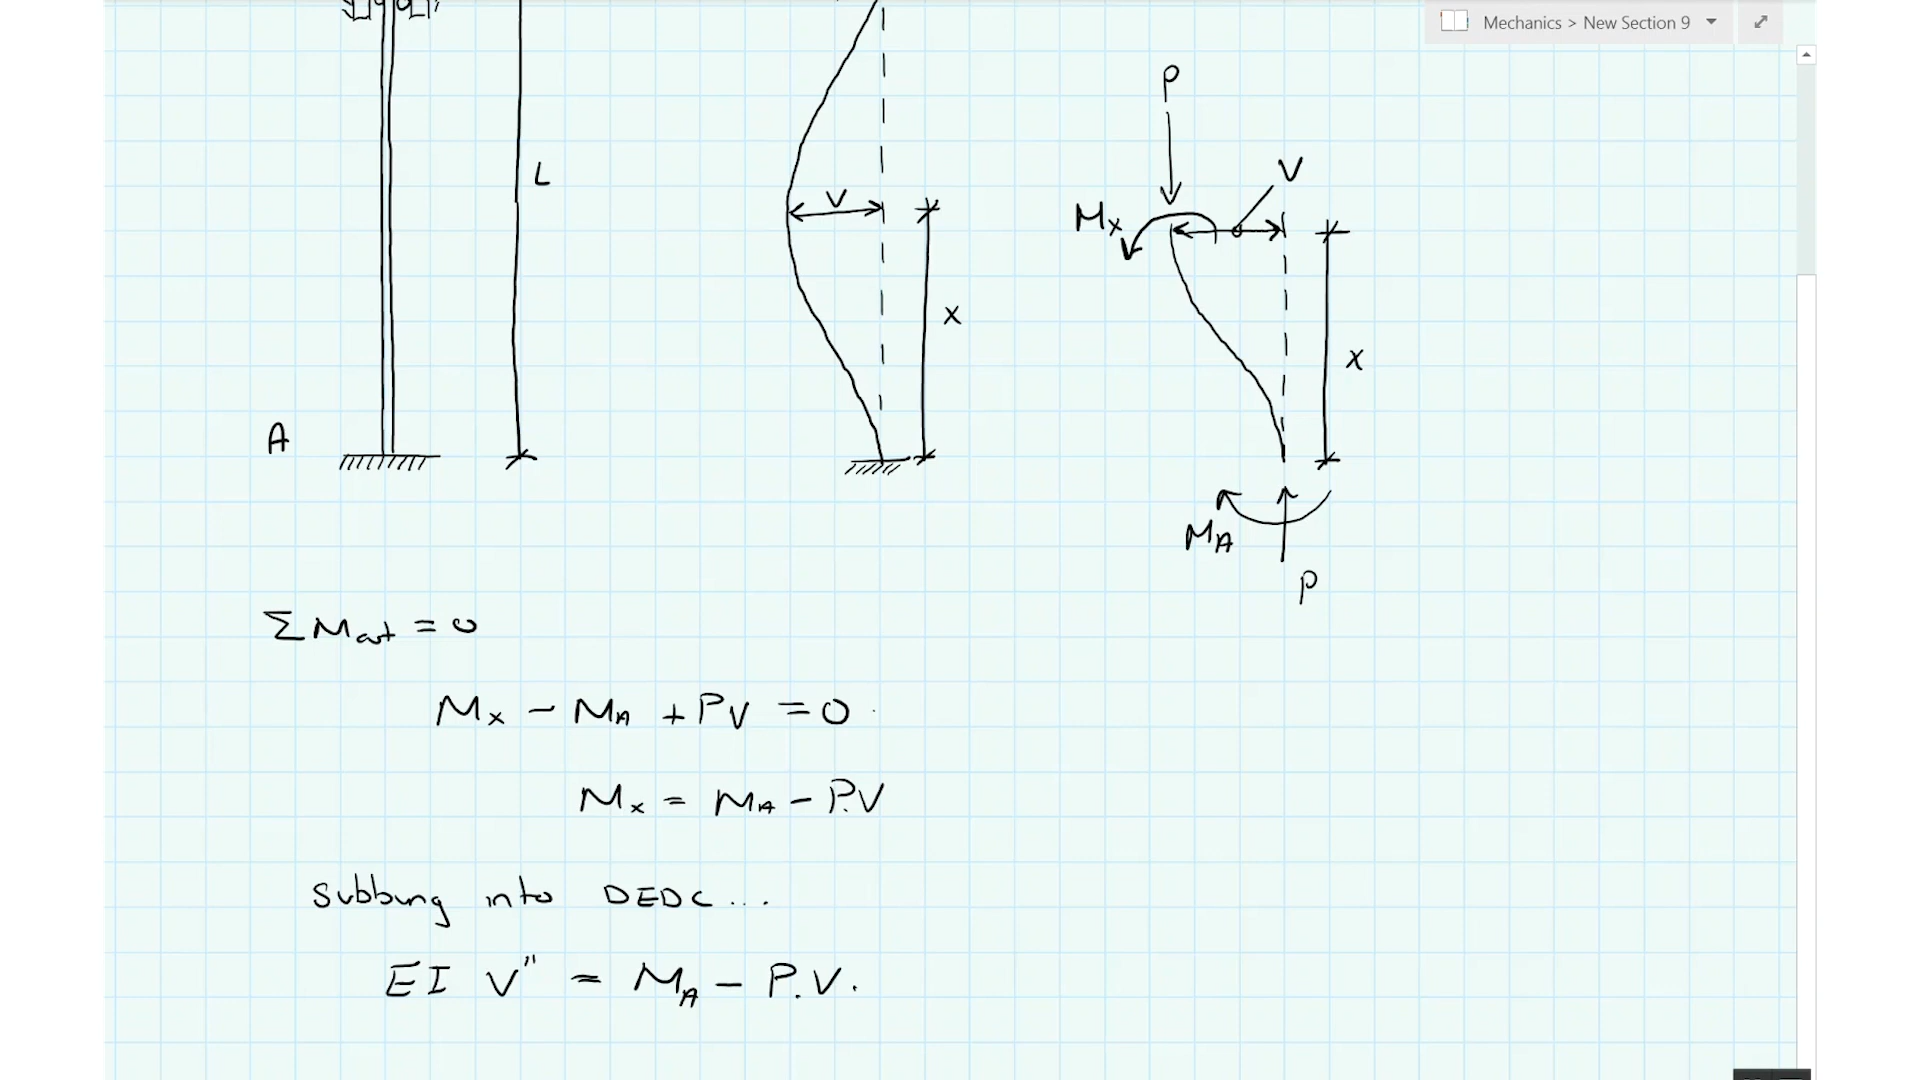 Mechanics > New Section 9
P
L
V
V
Mx
x
x
A
MA
P
ΣMcut = 0
Mx - MA + PV = 0
Mx = MA - P.V
Subbing into DEDC...
EI V" = MA - P.V.